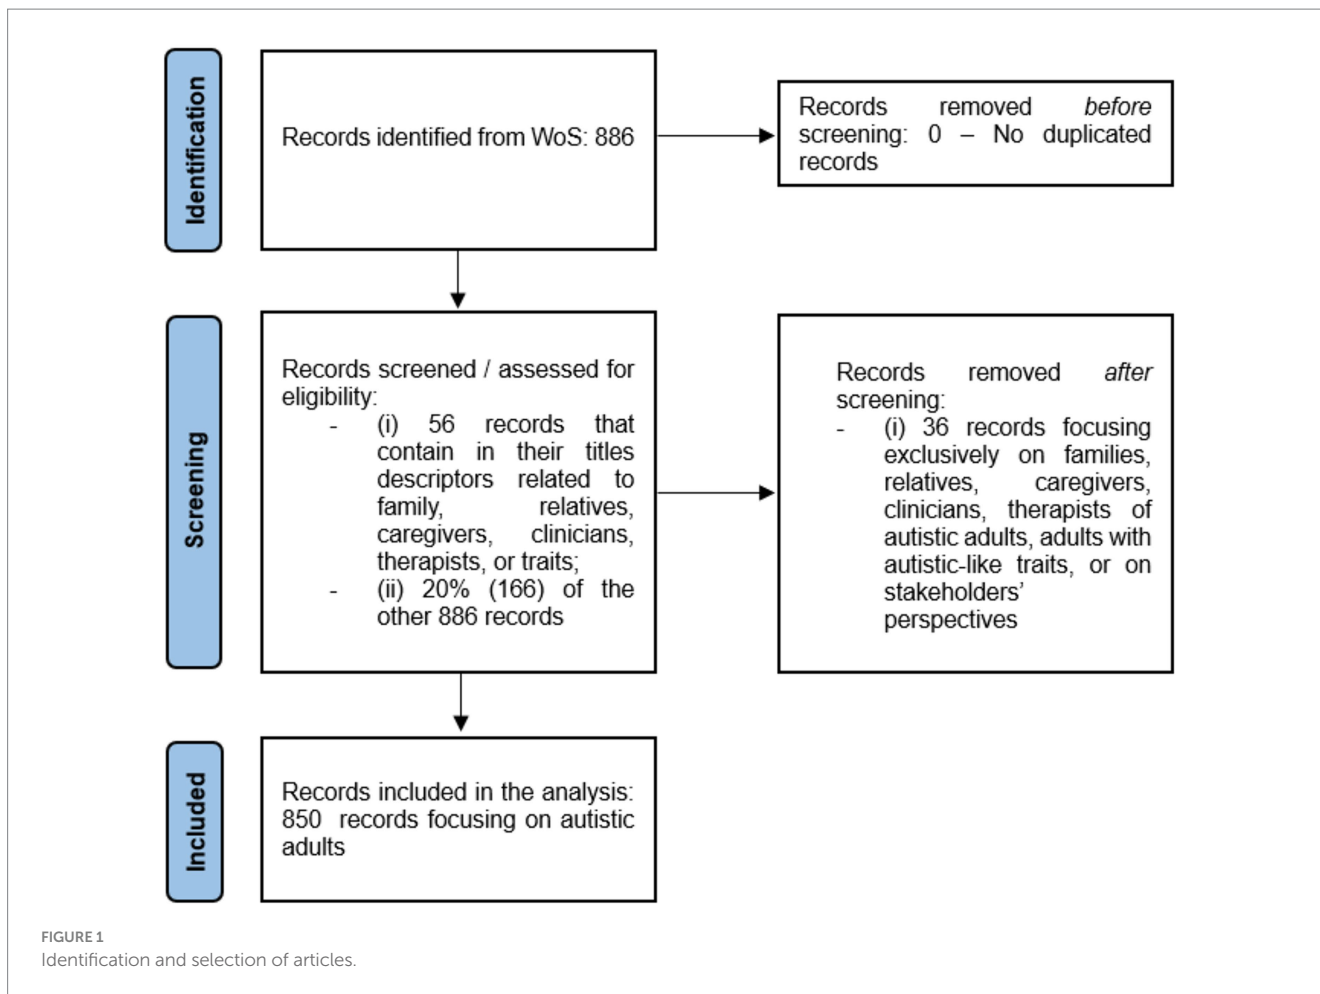 Identification
Records identified from WoS: 886
Records removed before
screening: 0 – No duplicated
records
Screening
Records screened / assessed for
eligibility:
- (i) 56 records that
contain in their titles
descriptors related to
family, relatives,
caregivers, clinicians,
therapists, or traits;
- (ii) 20% (166) of the
other 886 records
Records removed after
screening:
- (i) 36 records focusing
exclusively on families,
relatives, caregivers,
clinicians, therapists of
autistic adults, adults with
autistic-like traits, or on
stakeholders’
perspectives
Included
Records included in the analysis:
850 records focusing on autistic
adults
FIGURE 1
Identification and selection of articles.